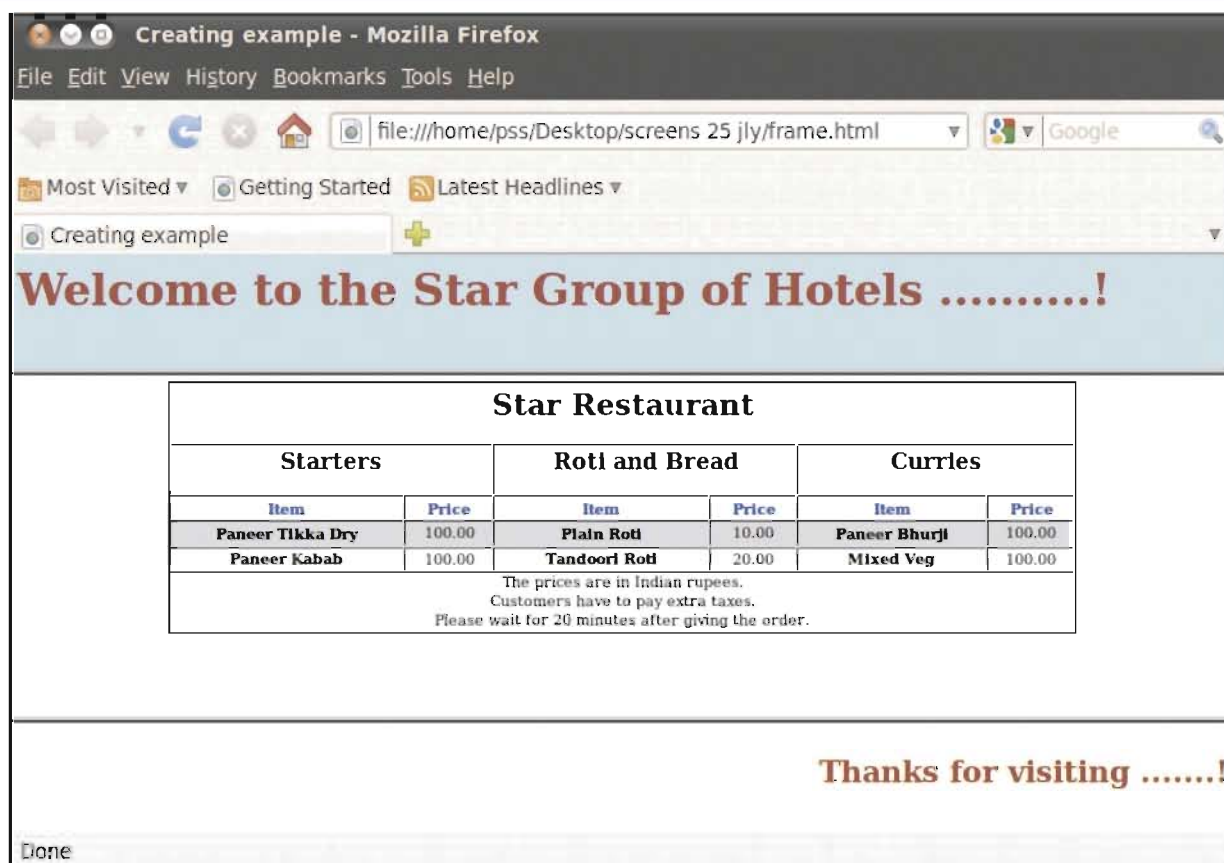 Creating example - Mozilla Firefox
File Edit View History Bookmarks Tools Help
file:///home/pss/Desktop/screens 25 jly/frame.html Google
Most Visited Getting Started Latest Headlines
Creating example
Welcome to the Star Group of Hotels ..........!
Star Restaurant
Starters Roti and Bread Curries
Item Price Item Price Item Price
Paneer Tikka Dry 100.00 Plain Roti 10.00 Paneer Bhurji 100.00
Paneer Kabab 100.00 Tandoori Roti 20.00 Mixed Veg 100.00
The prices are in Indian rupees.
Customers have to pay extra taxes.
Please wait for 20 minutes after giving the order.
Thanks for visiting .......!
Done